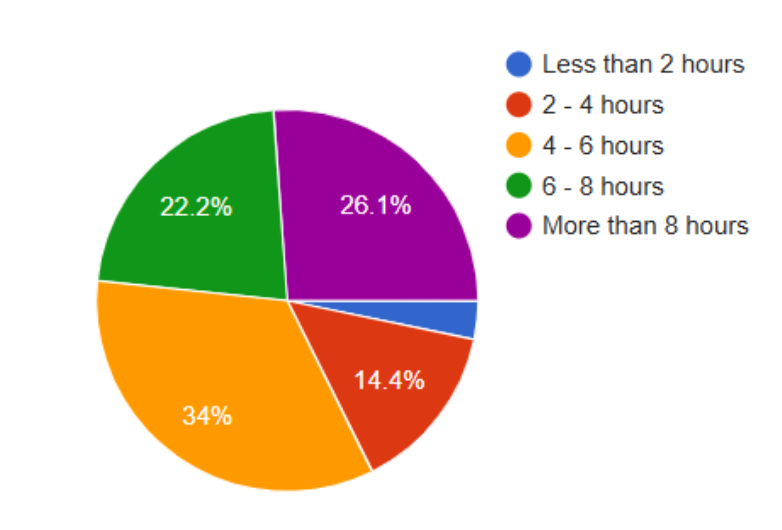 Less than 2 hours
2 - 4 hours
4 - 6 hours
6 - 8 hours
More than 8 hours
22.2%
26.1%
14.4%
34%